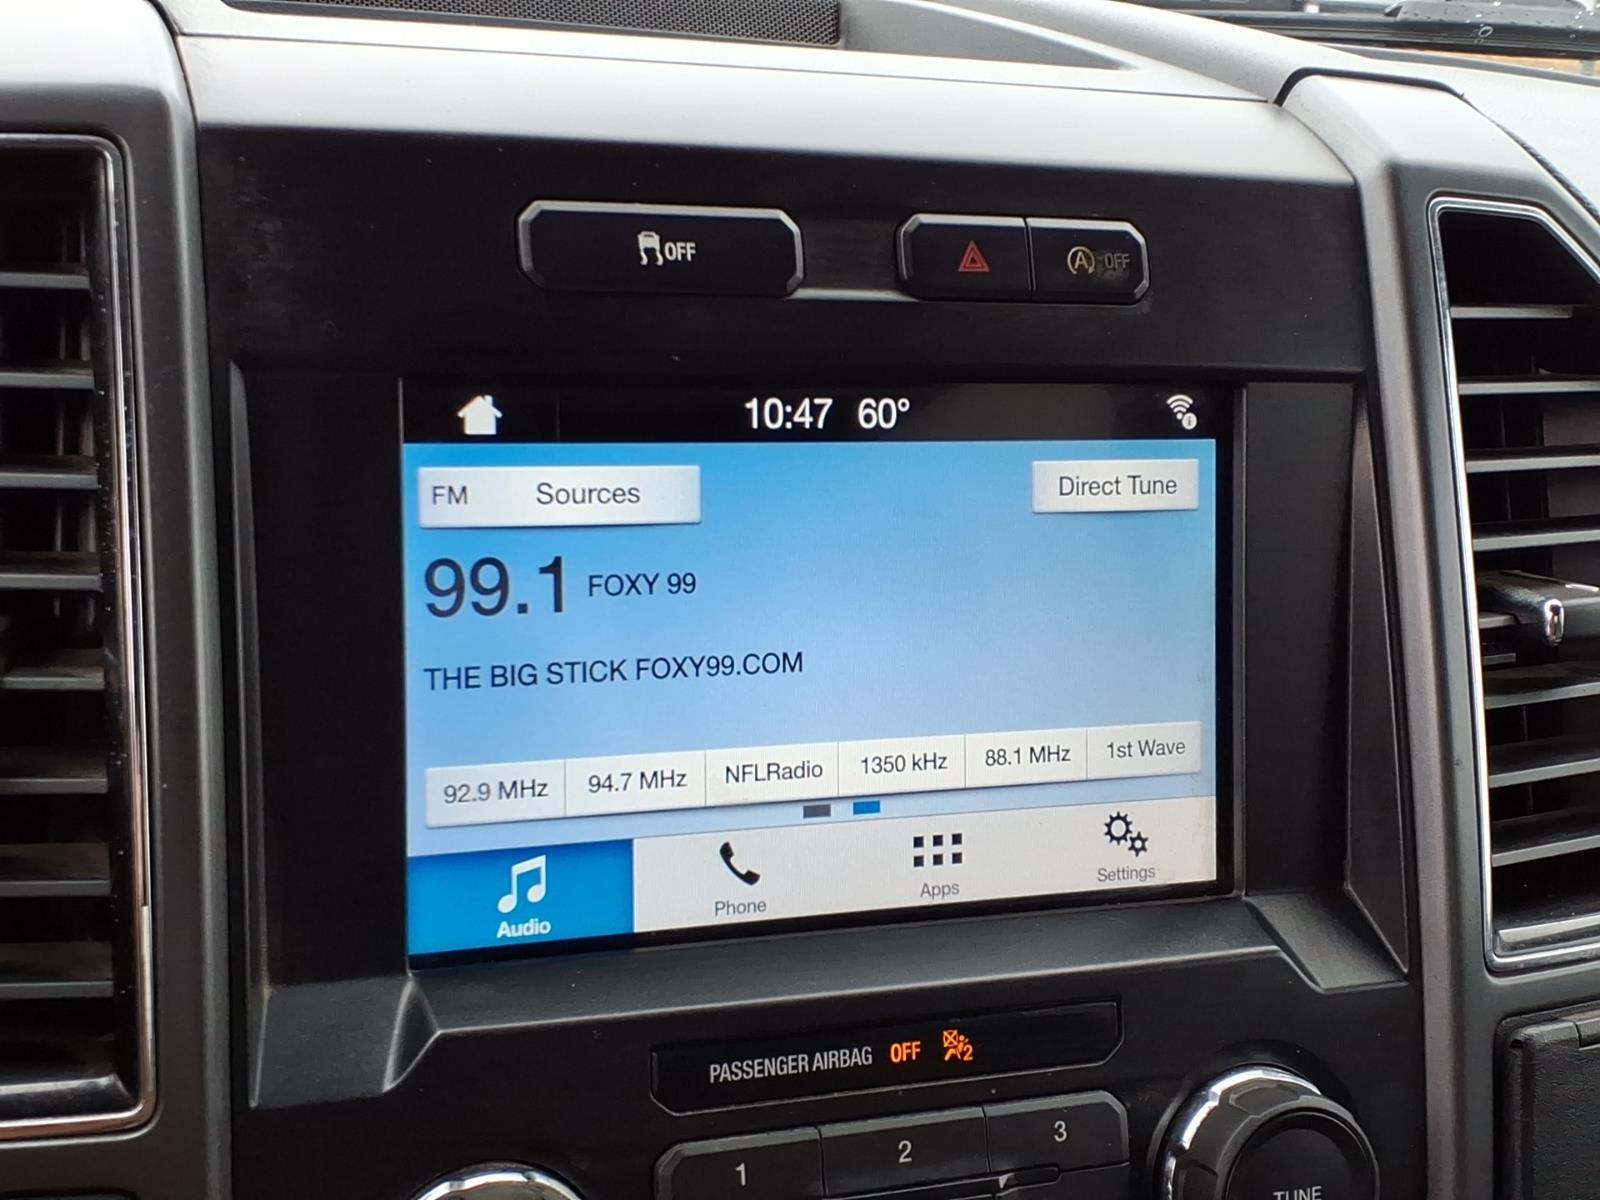 OFF
A OFF
10:47 60°
FM Sources
Direct Tune
99.1 FOXY 99
THE BIG STICK FOXY99.COM
92.9 MHz 94.7 MHz NFLRadio 1350 kHz 88.1 MHz 1st Wave
Audio Phone Apps Settings
PASSENGER AIRBAG OFF 2
1 2 3
TUNE